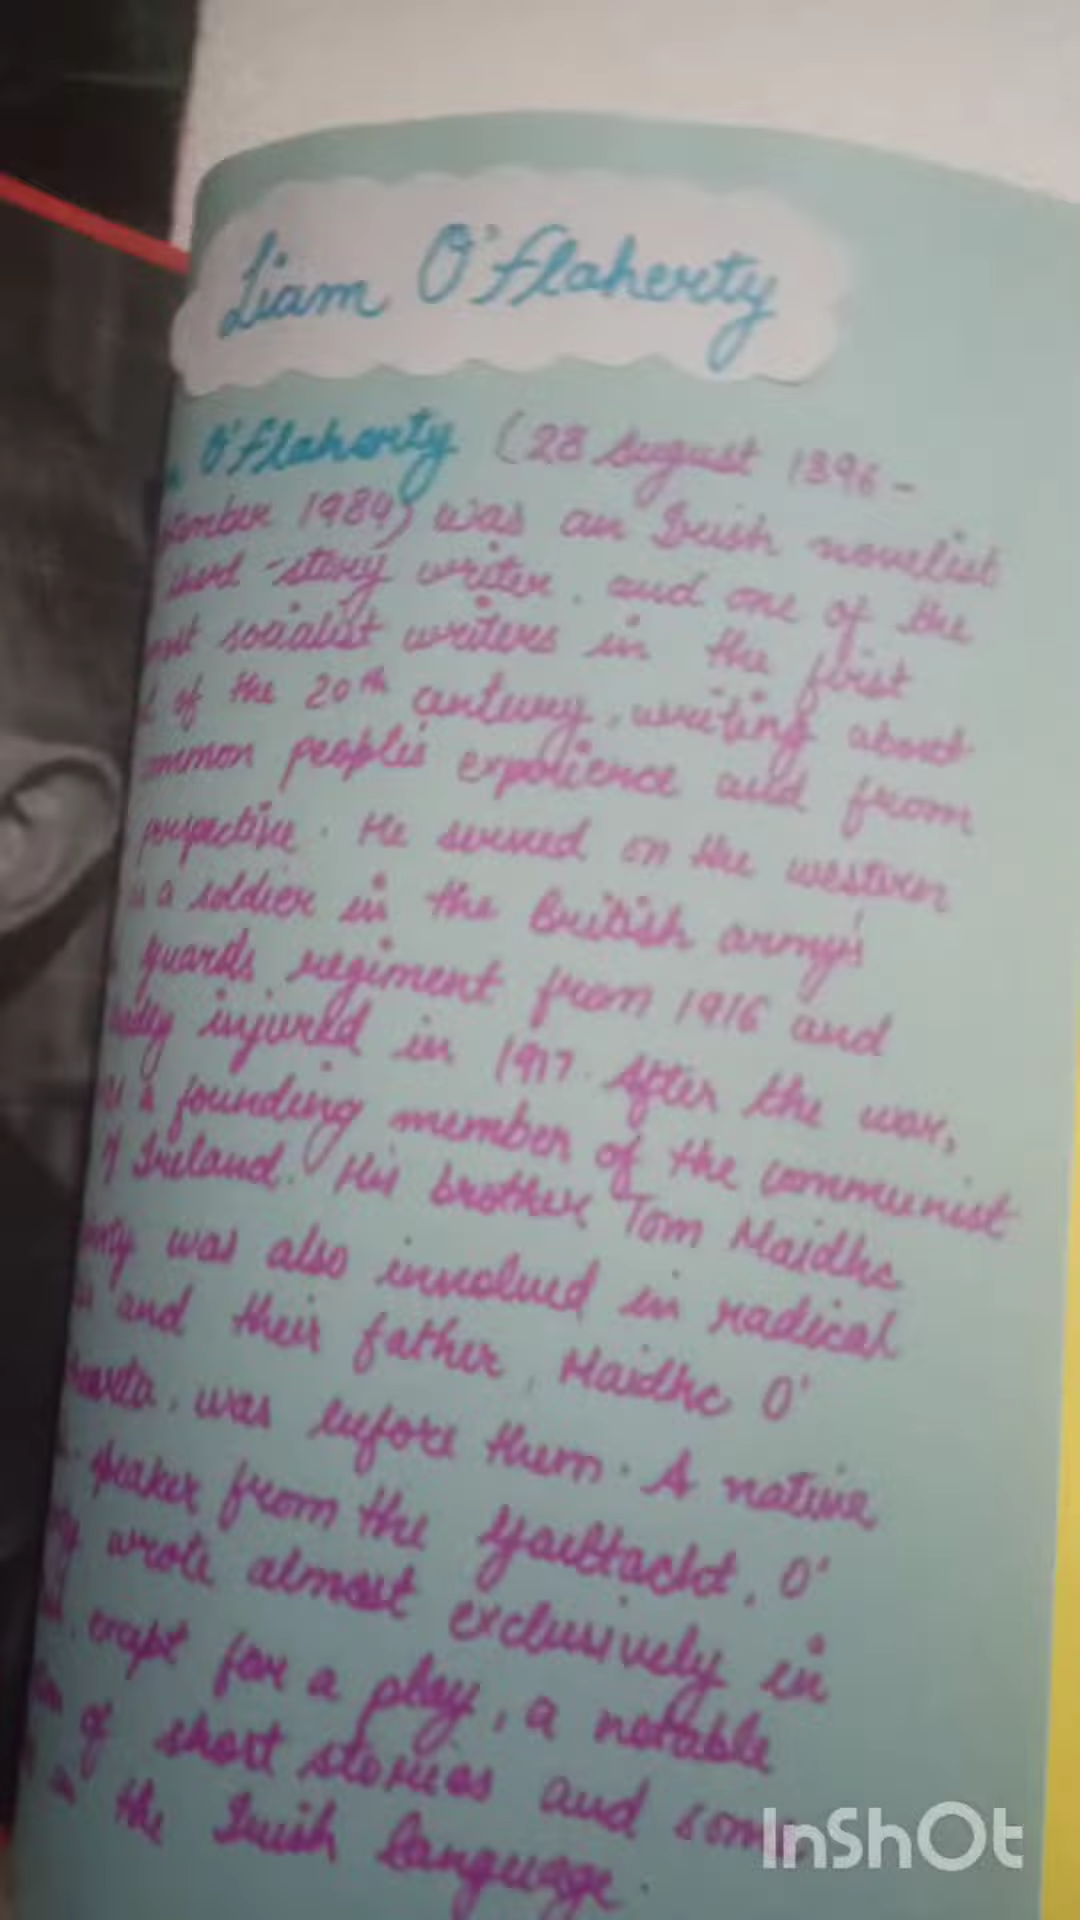 Liam O'Flaherty
O'Flaherty (28 August 1896 -
1984) was an Irish novelist
short-story writer, and one of the
socialist writers in the first
of the 20th century, writing about
common people's experience and from
perspective. He served on the western
as a soldier in the British army's
guards regiment from 1916 and
badly injured in 1917. After the war,
a founding member of the communist
of Ireland. His brother Tom Maidhc
was also involved in radical
and their father, Maidhc O'
was before them. A native
speaker from the Gaeltacht, O'
wrote almost exclusively in
except for a play, a notable
of short stories and some
in the Irish language.
InShOt